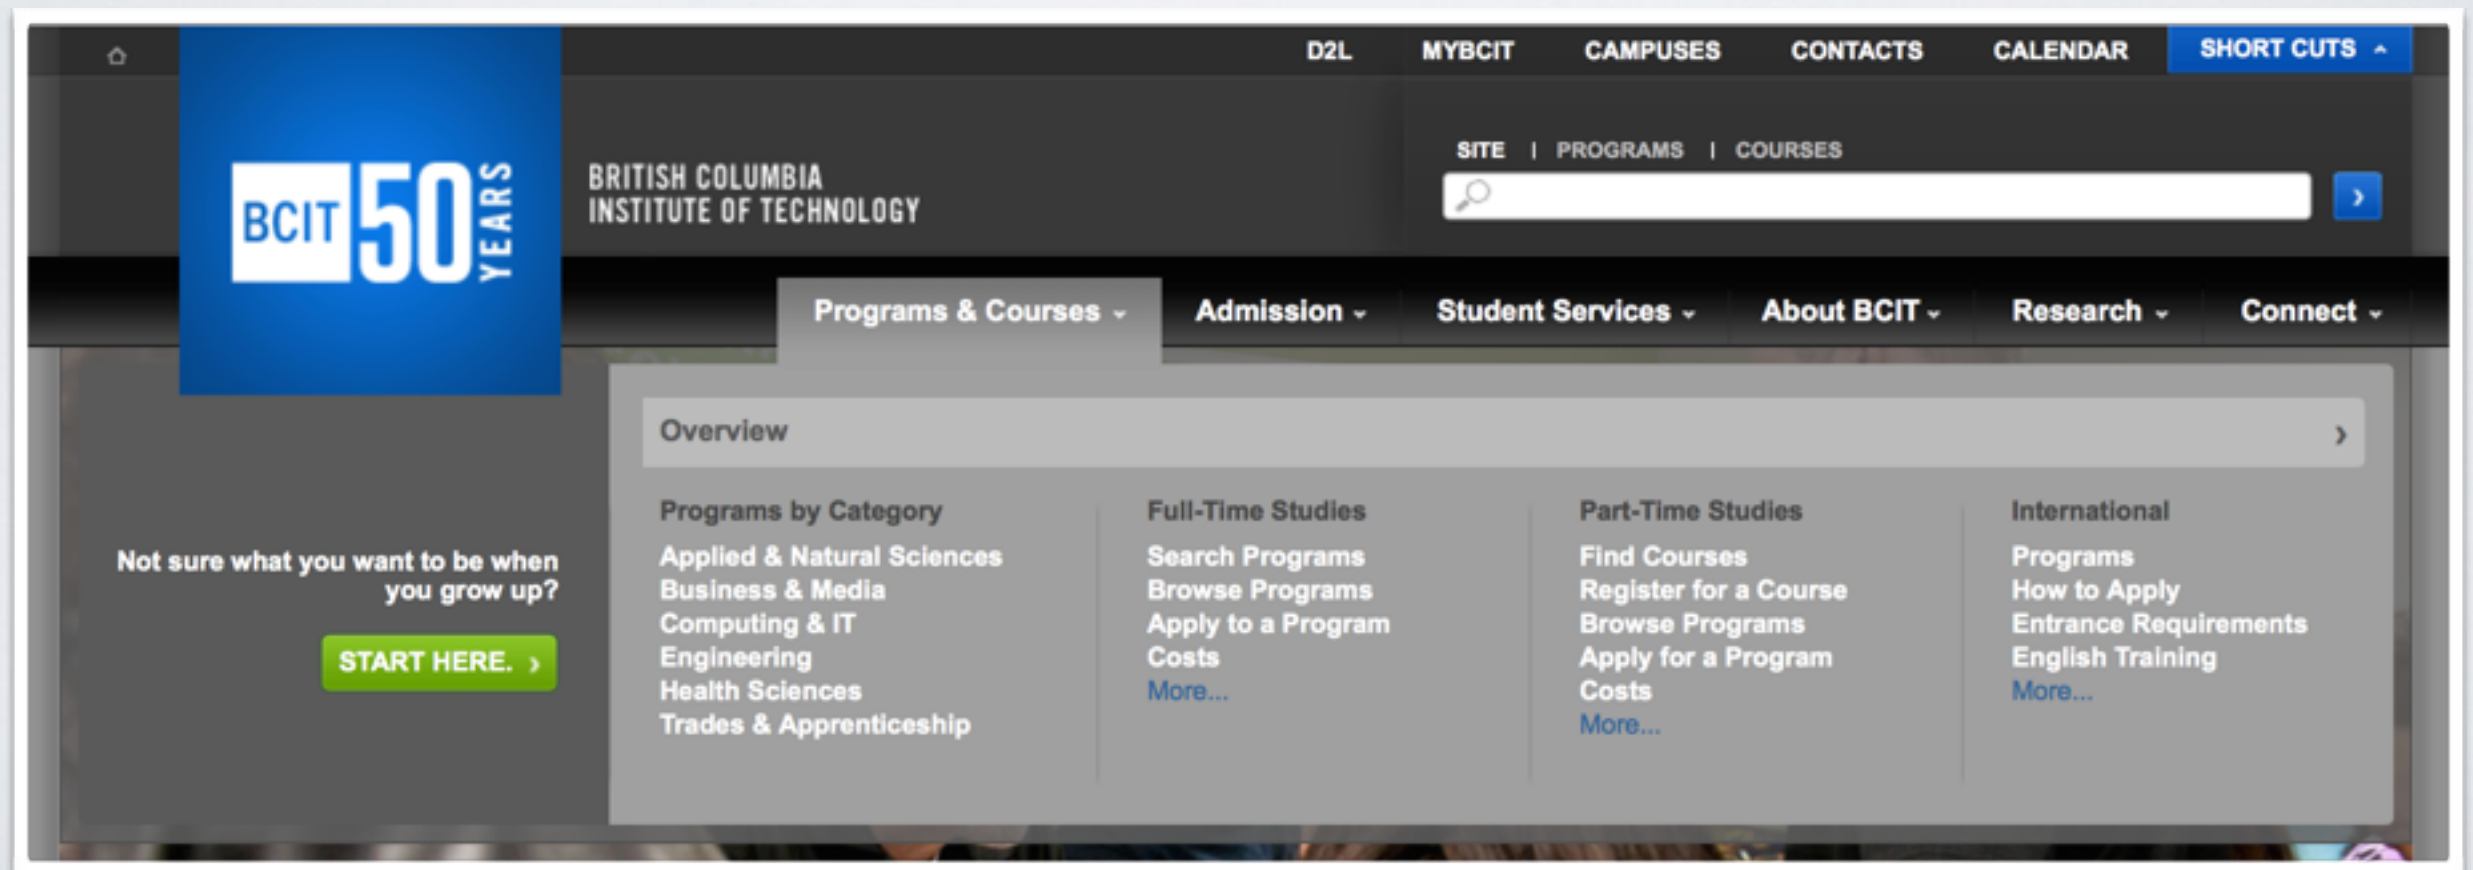 D2L MYBCIT CAMPUSES CONTACTS CALENDAR SHORT CUTS
BCIT 50 YEARS
BRITISH COLUMBIA
INSTITUTE OF TECHNOLOGY
SITE | PROGRAMS | COURSES
Programs & Courses Admission Student Services About BCIT Research Connect
Not sure what you want to be when
you grow up?
START HERE.
Overview
Programs by Category
Applied & Natural Sciences
Business & Media
Computing & IT
Engineering
Health Sciences
Trades & Apprenticeship
Full-Time Studies
Search Programs
Browse Programs
Apply to a Program
Costs
More...
Part-Time Studies
Find Courses
Register for a Course
Browse Programs
Apply for a Program
Costs
More...
International
Programs
How to Apply
Entrance Requirements
English Training
More...